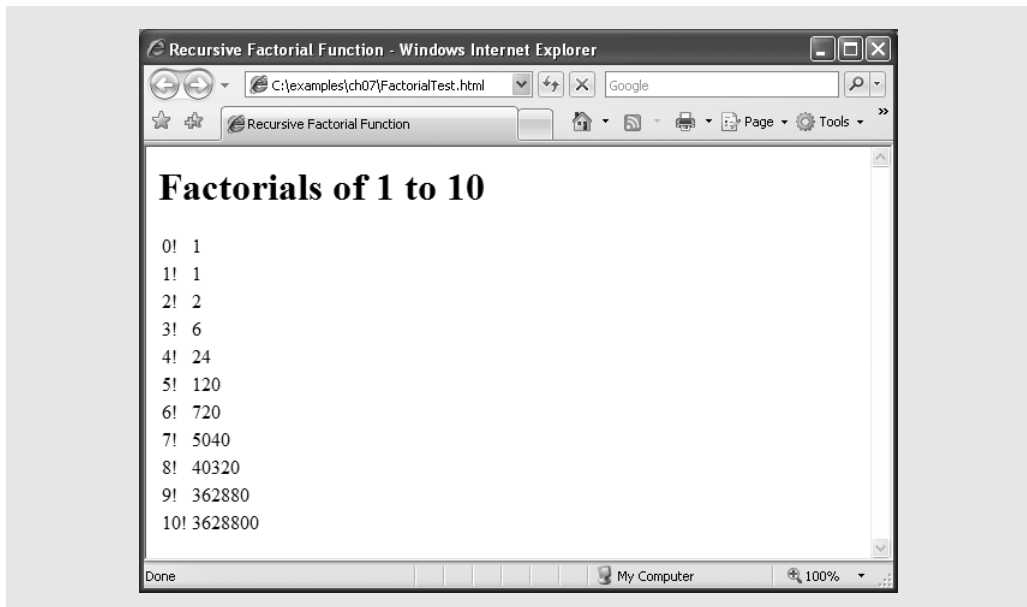 Recursive Factorial Function - Windows Internet Explorer
C:\examples\ch07\FactorialTest.html
Google
Recursive Factorial Function
Page
Tools
»
Factorials of 1 to 10
0! 1
1! 1
2! 2
3! 6
4! 24
5! 120
6! 720
7! 5040
8! 40320
9! 362880
10! 3628800
Done
My Computer
100%